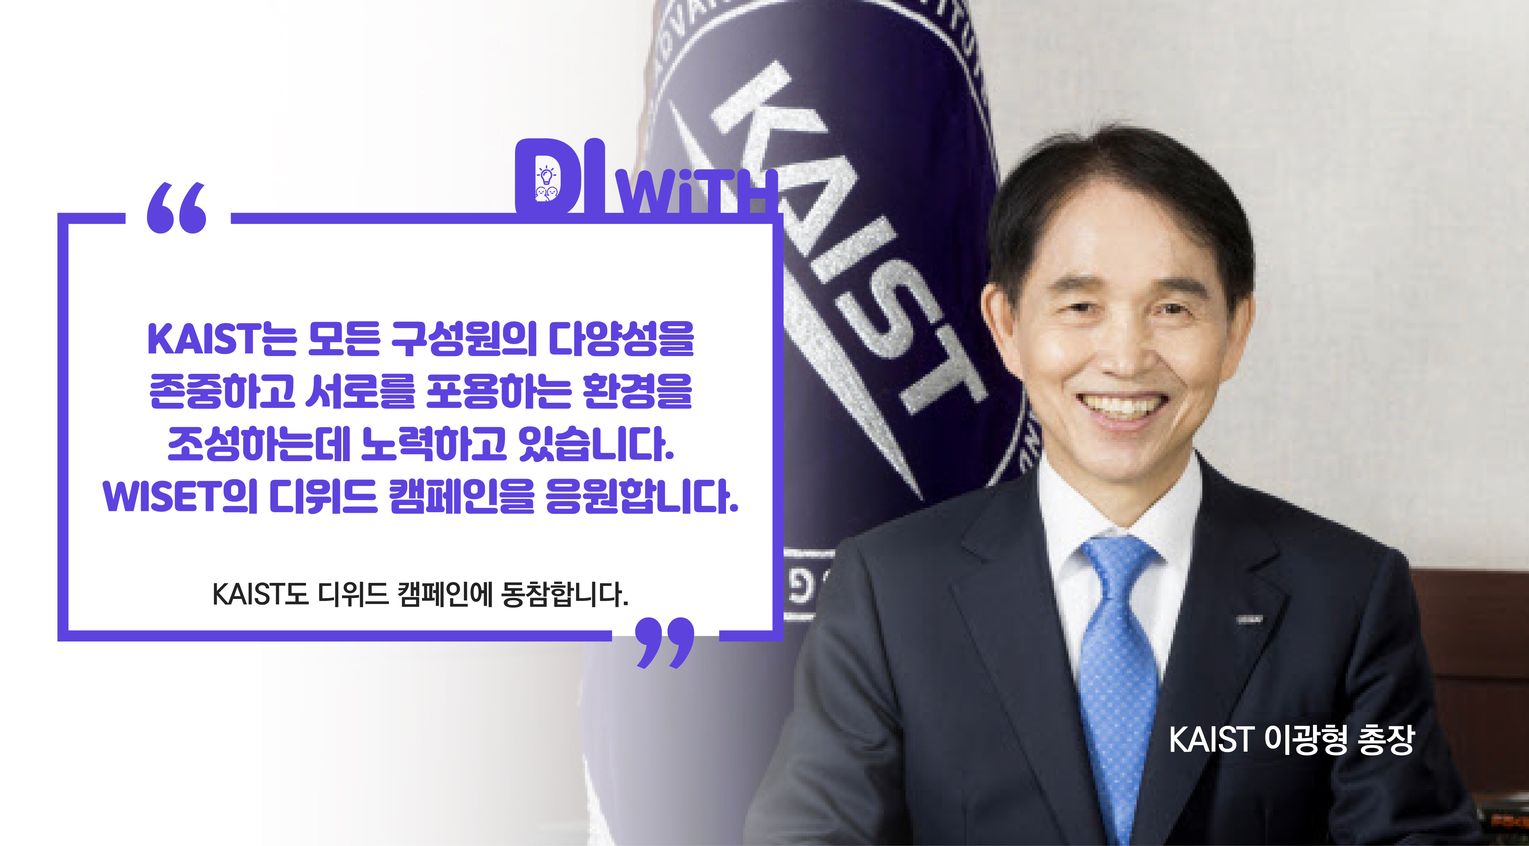 DI WiTH
KAIST는 모든 구성원의 다양성을
존중하고 서로를 포용하는 환경을
조성하는데 노력하고 있습니다.
WISET의 디위드 캠페인을 응원합니다.
KAIST도 디위드 캠페인에 동참합니다.
KAIST
KAIST 이광형 총장